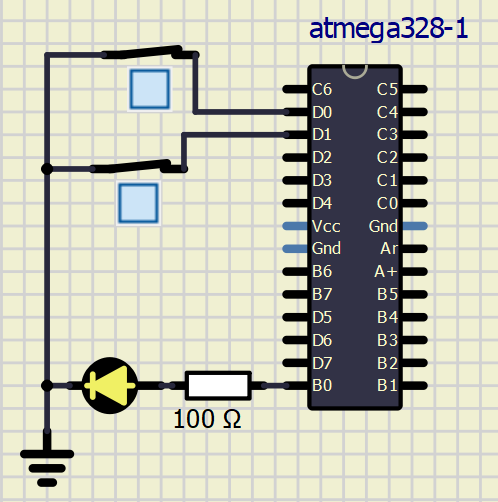 atmega328-1
C6 C5
D0 C4
D1 C3
D2 C2
D3 C1
D4 C0
Vcc Gnd
Gnd Ar
B6 A+
B7 B5
D5 B4
D6 B3
D7 B2
B0 B1
100 Ω